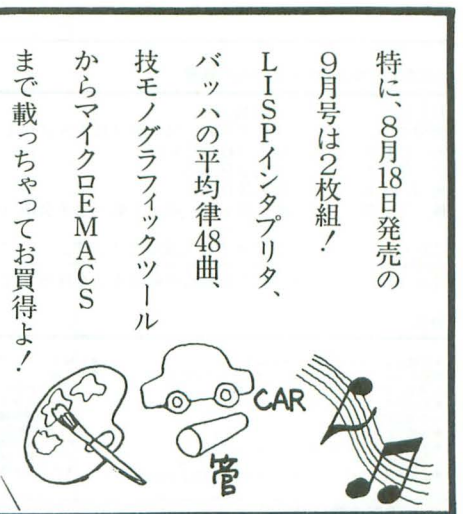 特に、8月18日発売の
9月号は2枚組!
LISPインタプリタ、
バッハの平均律48曲、
技モノグラフィックツール
からマイクロEMACS
まで載っちゃってお買得よ!
CAR
管